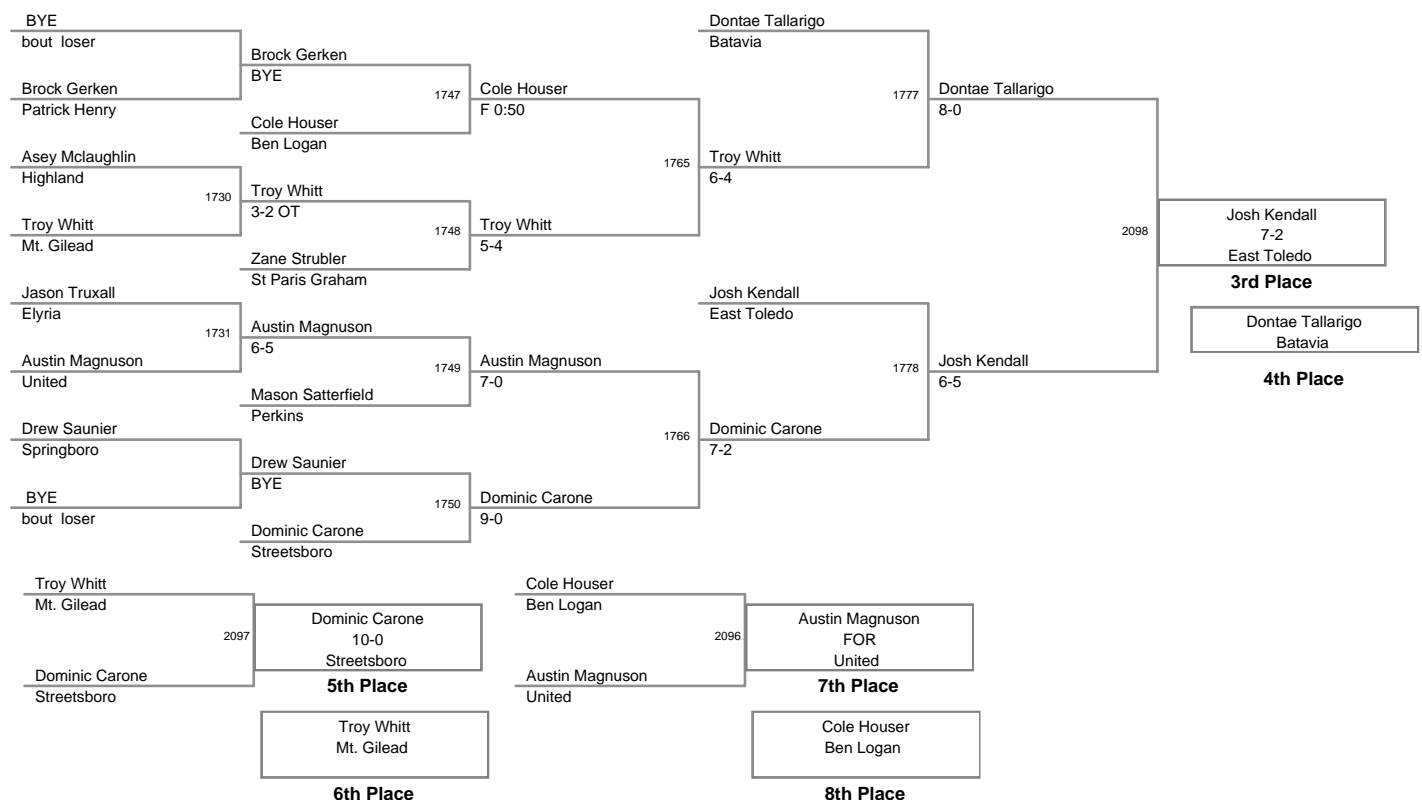 BYE
bout loser
Brock Gerken
Patrick Henry
Asey Mclaughlin
Highland
1730
Troy Whitt
Mt. Gilead
Jason Truxall
Elyria
1731
Austin Magnuson
United
Drew Saunier
Springboro
BYE
bout loser
Brock Gerken
BYE
1747
Cole Houser
Ben Logan
Troy Whitt
3-2 OT
1748
Zane Strubler
St Paris Graham
Austin Magnuson
6-5
1749
Mason Satterfield
Perkins
Drew Saunier
BYE
1750
Dominic Carone
Streetsboro
Cole Houser
F 0:50
1765
Troy Whitt
5-4
Austin Magnuson
7-0
1766
Dominic Carone
9-0
Dontae Tallarigo
Batavia
1777
Troy Whitt
6-4
Josh Kendall
East Toledo
1778
Dominic Carone
7-2
Dontae Tallarigo
8-0
2098
Josh Kendall
6-5
Josh Kendall
7-2
East Toledo
3rd Place
Dontae Tallarigo
Batavia
4th Place
Troy Whitt
Mt. Gilead
2097
Dominic Carone
Streetsboro
Dominic Carone
10-0
Streetsboro
5th Place
Troy Whitt
Mt. Gilead
6th Place
Cole Houser
Ben Logan
2096
Austin Magnuson
United
Austin Magnuson
FOR
United
7th Place
Cole Houser
Ben Logan
8th Place